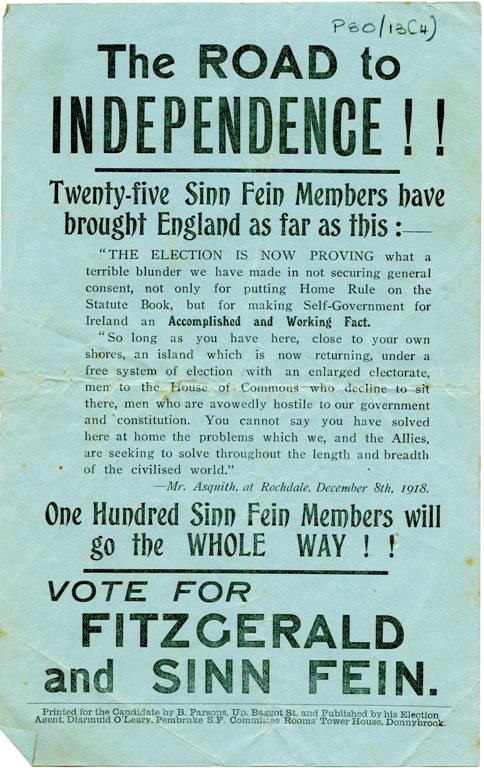 P80/13(4)
The ROAD to
INDEPENDENCE ! !
Twenty-five Sinn Fein Members have
brought England as far as this :—
"THE ELECTION IS NOW PROVING what a
terrible blunder we have made in not securing general
consent, not only for putting Home Rule on the
Statute Book, but for making Self-Government for
Ireland an Accomplished and Working Fact.
"So long as you have here, close to your own
shores, an island which is now returning, under a
free system of election with an enlarged electorate,
men to the House of Commons who decline to sit
there, men who are avowedly hostile to our government
and constitution. You cannot say you have solved
here at home the problems which we, and the Allies,
are seeking to solve throughout the length and breadth
of the civilised world."
—Mr. Asquith, at Rochdale, December 8th, 1918.
One Hundred Sinn Fein Members will
go the WHOLE WAY ! !
VOTE FOR
FITZGERALD
and SINN FEIN.
Printed for the Candidate by B. Parsons, Up. Baggot St. and Published by his Election
Agent, Diarmuid O'Leary, Pembrnke S.F. Committee Rooms' Tower House, Donnybrook.